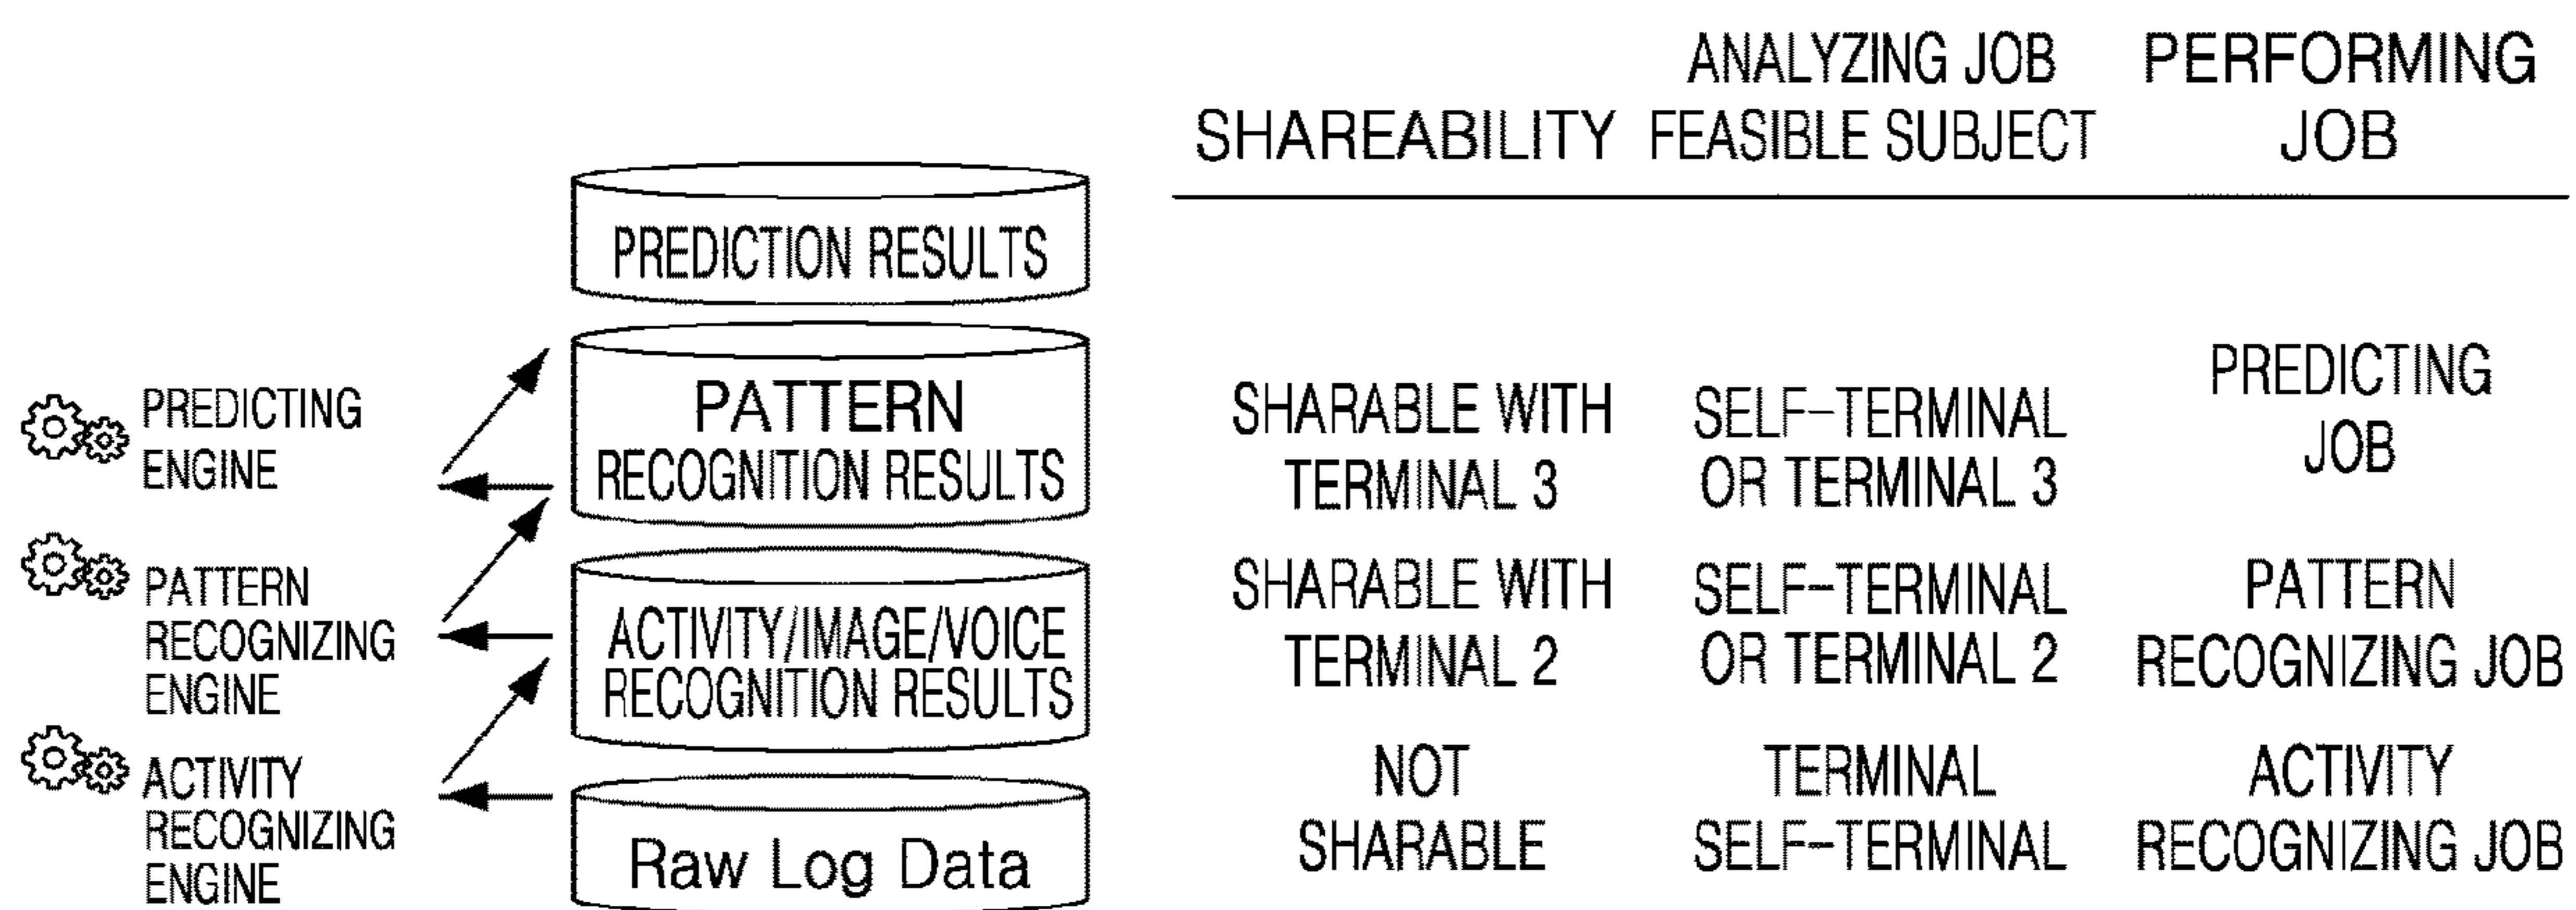 SHAREABILITY
ANALYZING JOB
FEASIBLE SUBJECT
PERFORMING
JOB
PREDICTION RESULTS
PREDICTING
ENGINE
PATTERN
RECOGNITION RESULTS
SHARABLE WITH
TERMINAL 3
SELF-TERMINAL
OR TERMINAL 3
PREDICTING
JOB
PATTERN
RECOGNIZING
ENGINE
ACTIVITY/IMAGE/VOICE
RECOGNITION RESULTS
SHARABLE WITH
TERMINAL 2
SELF-TERMINAL
OR TERMINAL 2
PATTERN
RECOGNIZING JOB
ACTIVITY
RECOGNIZING
ENGINE
Raw Log Data
NOT
SHARABLE
TERMINAL
SELF-TERMINAL
ACTIVITY
RECOGNIZING JOB